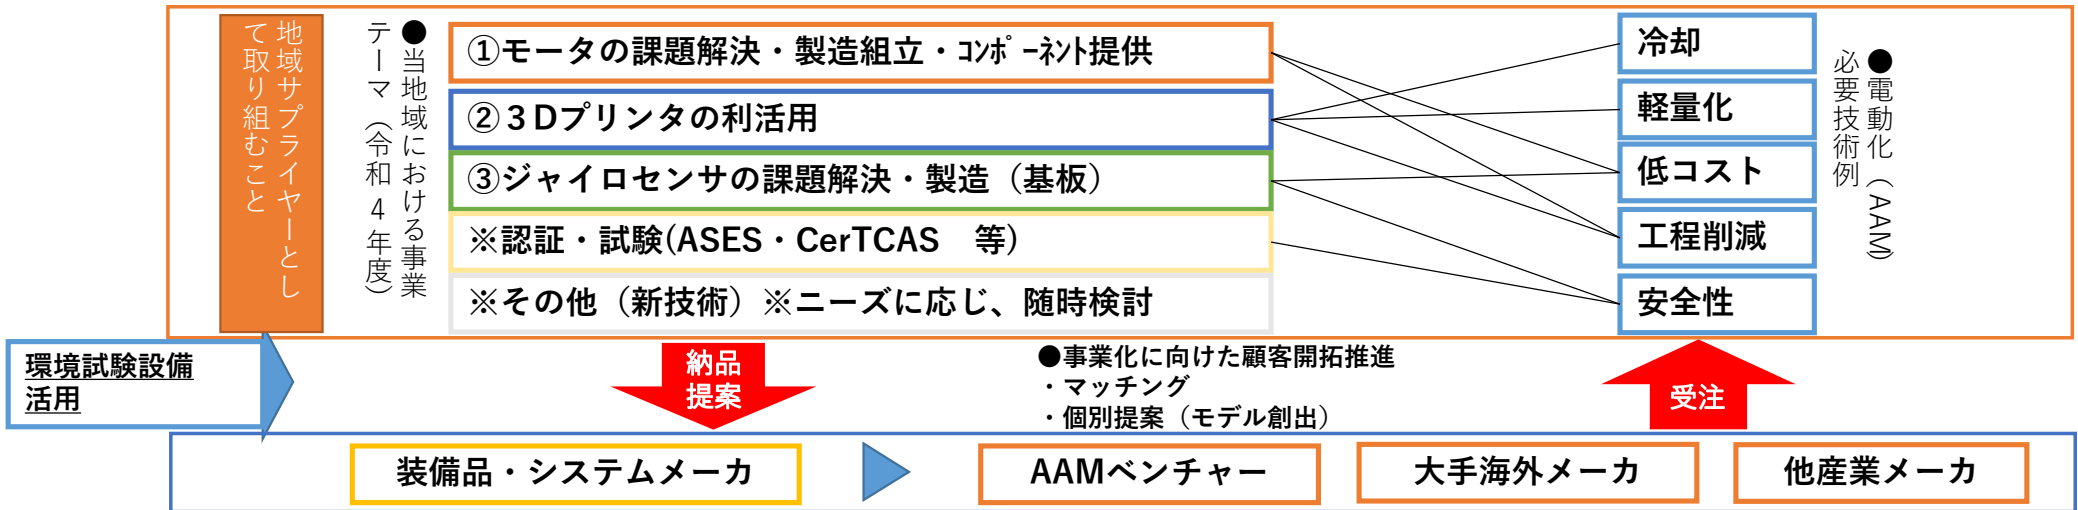 地域サプライヤーとし
て取り組むこと
●当地域における事業
テーマ（令和４年度）
①モータの課題解決・製造組立・ｺﾝﾎﾟｰﾈﾝﾄ提供
②３Dプリンタの利活用
③ジャイロセンサの課題解決・製造（基板）
※認証・試験(ASES・CerTCAS　等)
※その他（新技術）※ニーズに応じ、随時検討
冷却
軽量化
低コスト
工程削減
安全性
●電動化（AAM）
必要技術例
環境試験設備
活用
納品
提案
●事業化に向けた顧客開拓推進
・マッチング
・個別提案（モデル創出）
受注
装備品・システムメーカ
AAMベンチャー
大手海外メーカ
他産業メーカ